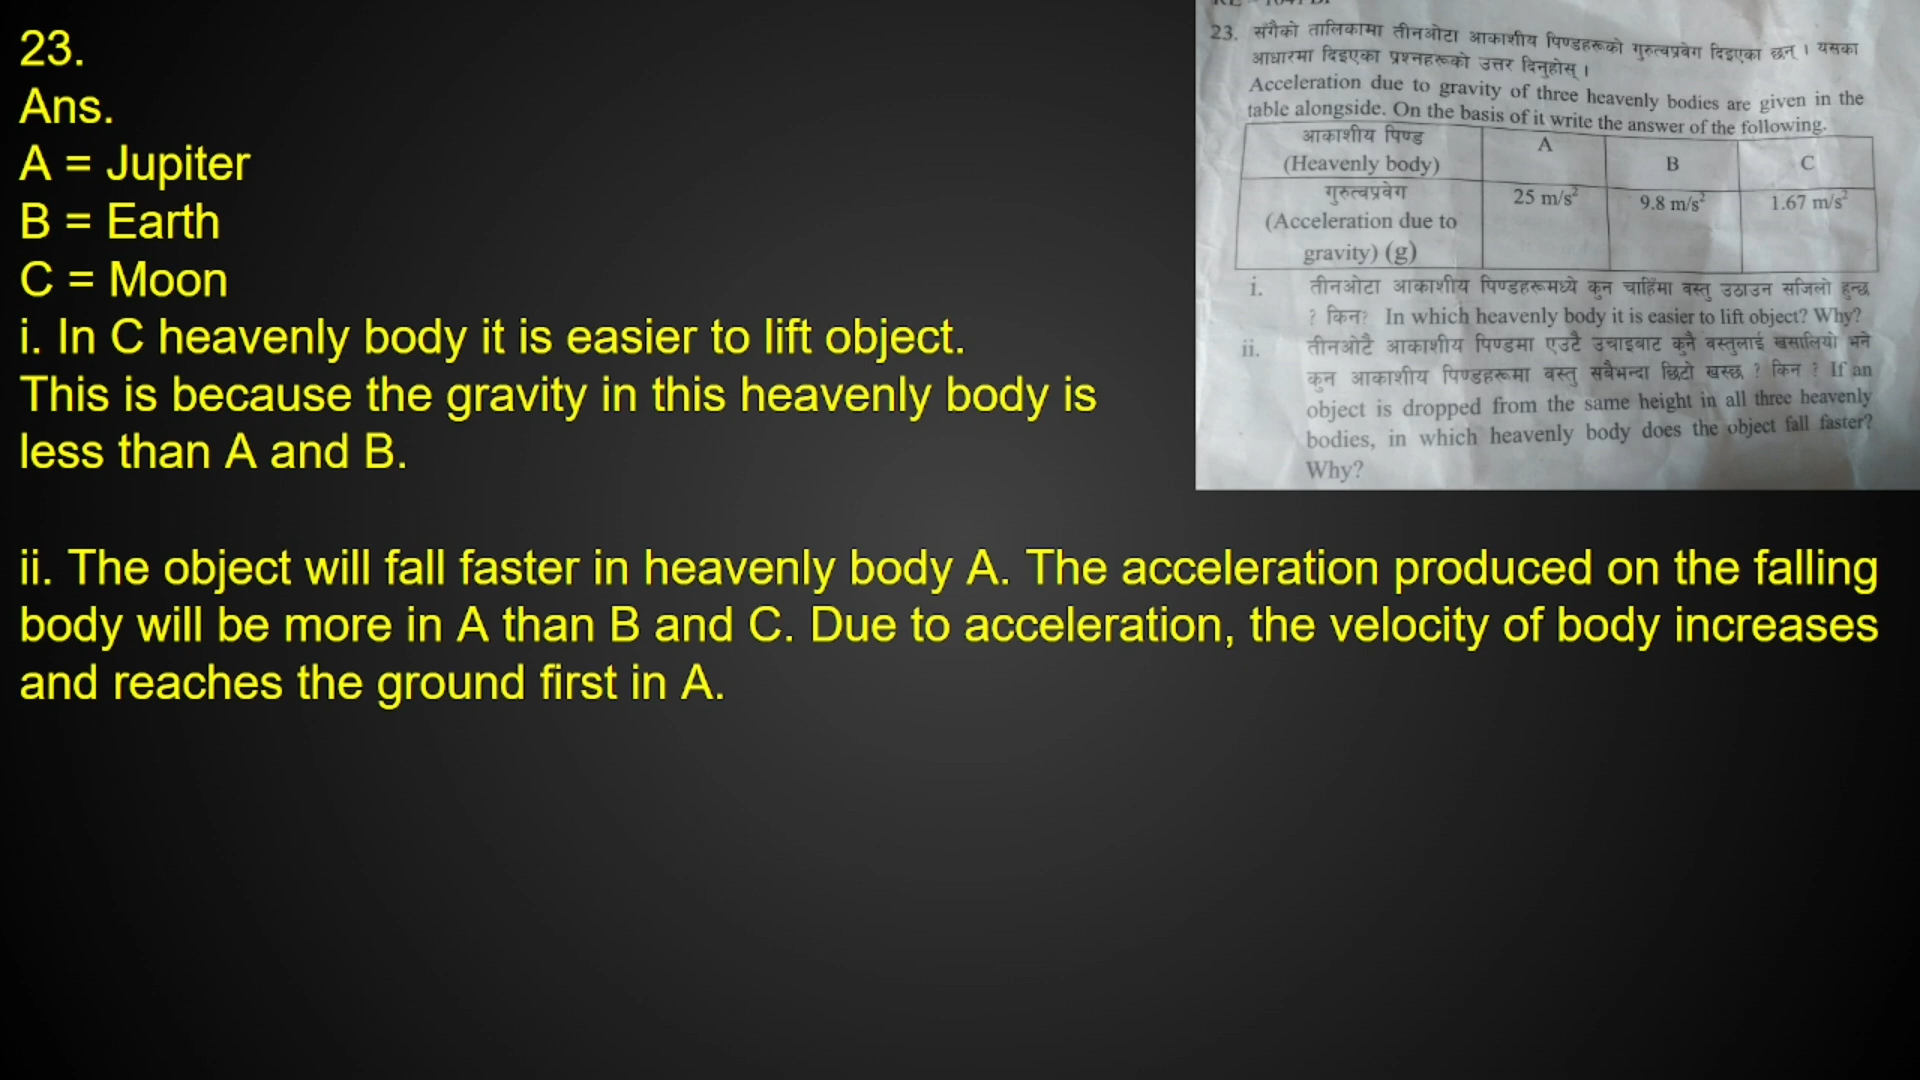 23.
Ans.
A = Jupiter
B = Earth
C = Moon
i. In C heavenly body it is easier to lift object.
This is because the gravity in this heavenly body is
less than A and B.
ii. The object will fall faster in heavenly body A. The acceleration produced on the falling
body will be more in A than B and C. Due to acceleration, the velocity of body increases
and reaches the ground first in A.
23. सँगैको तालिकामा तीनओटा आकाशीय पिण्डहरूको गुरुत्वप्रवेग दिइएका छन् । यसका
आधारमा दिइएका प्रश्नहरूको उत्तर दिनुहोस् ।
Acceleration due to gravity of three heavenly bodies are given in the
table alongside. On the basis of it write the answer of the following.
आकाशीय पिण्ड
(Heavenly body)
A
B
C
गुरुत्वप्रवेग
(Acceleration due to
gravity) (g)
25 m/s²
9.8 m/s²
1.67 m/s²
i. तीनओटा आकाशीय पिण्डहरूमध्ये कुन चाहिँमा वस्तु उठाउन सजिलो हुन्छ
? किन? In which heavenly body it is easier to lift object? Why?
ii. तीनओटै आकाशीय पिण्डमा एउटै उचाइबाट कुनै वस्तुलाई खसालियो भने
कुन आकाशीय पिण्डहरूमा वस्तु सबैभन्दा छिटो खस्छ ? किन ? If an
object is dropped from the same height in all three heavenly
bodies, in which heavenly body does the object fall faster?
Why?